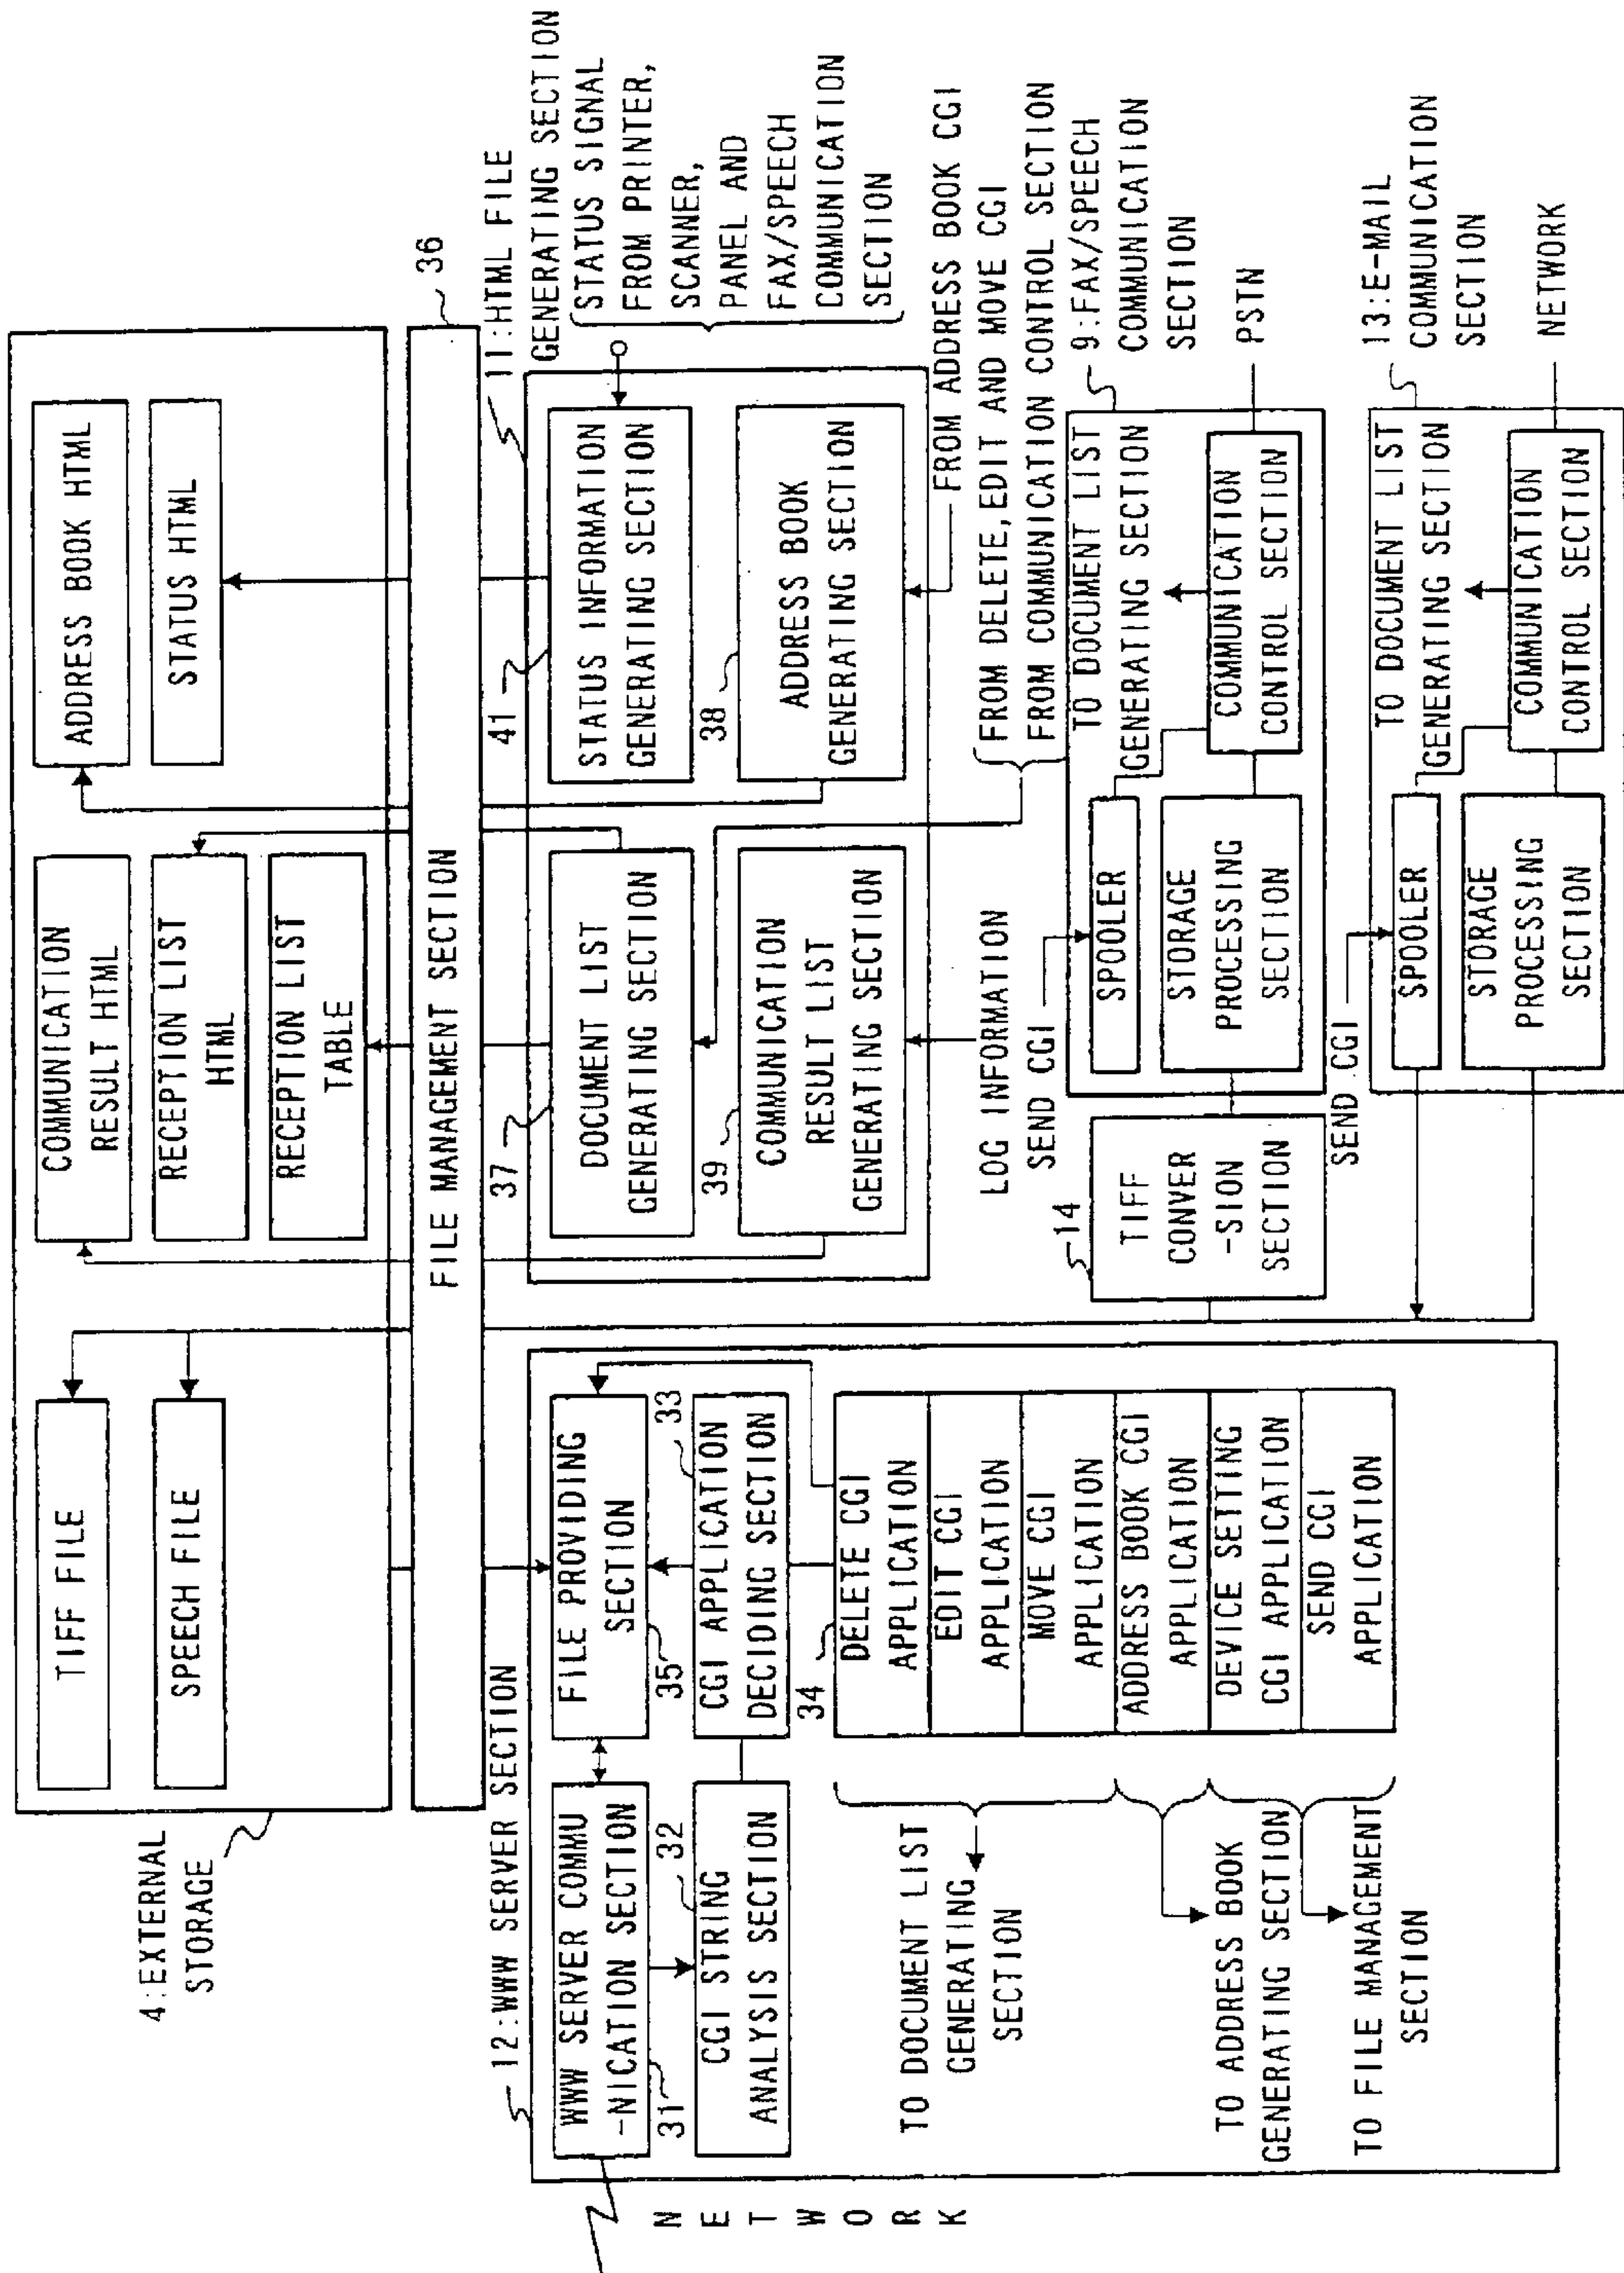 4:EXTERNAL
STORAGE
TIFF FILE
SPEECH FILE
COMMUNICATION
RESULT HTML
RECEPTION LIST
HTML
RECEPTION LIST
TABLE
ADDRESS BOOK HTML
STATUS HTML
FILE MANAGEMENT SECTION
36
12:WWW SERVER SECTION
WWW SERVER COMMU
-NICATION SECTION
31
FILE PROVIDING
SECTION
35
CGI STRING
ANALYSIS SECTION
32
CGI APPLICATION
DECIDING SECTION
33
34
DELETE CGI
APPLICATION
EDIT CGI
APPLICATION
MOVE CGI
APPLICATION
ADDRESS BOOK CGI
APPLICATION
DEVICE SETTING
CGI APPLICATION
SEND CGI
APPLICATION
TO DOCUMENT LIST
GENERATING
SECTION
TO ADDRESS BOOK
GENERATING SECTION
TO FILE MANAGEMENT
SECTION
NETWORK
11:HTML FILE
GENERATING SECTION
37
DOCUMENT LIST
GENERATING SECTION
39
COMMUNICATION
RESULT LIST
GENERATING SECTION
41
STATUS INFORMATION
GENERATING SECTION
38
ADDRESS BOOK
GENERATING SECTION
STATUS SIGNAL
FROM PRINTER,
SCANNER,
PANEL AND
FAX/SPEECH
COMMUNICATION
SECTION
FROM ADDRESS BOOK CGI
FROM DELETE,EDIT AND MOVE CGI
FROM COMMUNICATION CONTROL SECTION
LOG INFORMATION
SEND CGI
14
TIFF
CONVER
-SION
SECTION
9:FAX/SPEECH
COMMUNICATION
SECTION
TO DOCUMENT LIST
GENERATING SECTION
SPOOLER
STORAGE
PROCESSING
SECTION
COMMUNICATION
CONTROL SECTION
PSTN
SEND CGI
13:E-MAIL
COMMUNICATION
SECTION
TO DOCUMENT LIST
GENERATING SECTION
SPOOLER
STORAGE
PROCESSING
SECTION
COMMUNICATION
CONTROL SECTION
NETWORK